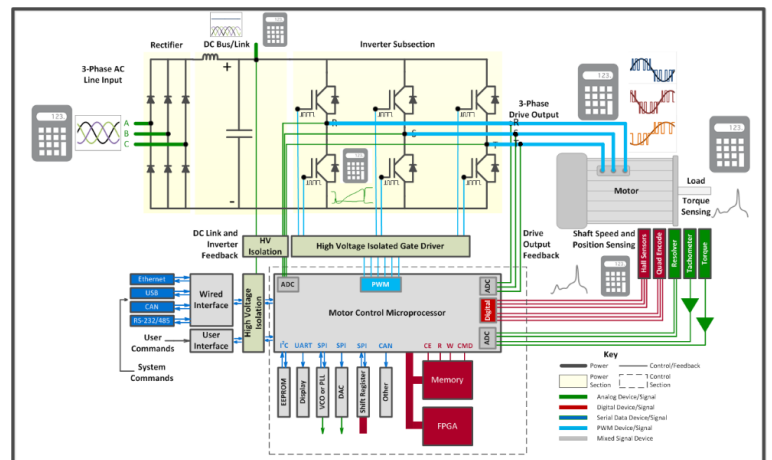 Rectifier
DC Bus/Link
Inverter Subsection
3-Phase AC
Line Input
+
-
A
B
C
R
S
T
3-Phase
Drive Output
R
S
T
Motor
Load
Torque
Sensing
DC Link and
Inverter
Feedback
HV
Isolation
High Voltage Isolated Gate Driver
Drive
Output
Feedback
Shaft Speed and
Position Sensing
Hall Sensors
Quad Encode
Resolver
Tachometer
Torque
Ethernet
USB
CAN
RS-232/485
Wired
Interface
User
Interface
User
Commands
System
Commands
High Voltage
Isolation
ADC
PWM
ADC
Digital
ADC
Motor Control Microprocessor
I²C UART SPI SPI SPI CAN
CE R W CMD
EEPROM
Display
VCO or PLL
DAC
Shift Register
Other
Memory
FPGA
Key
Power
Control/Feedback
Power
Section
Control
Section
Analog Device/Signal
Digital Device/Signal
Serial Data Device/Signal
PWM Device/Signal
Mixed Signal Device